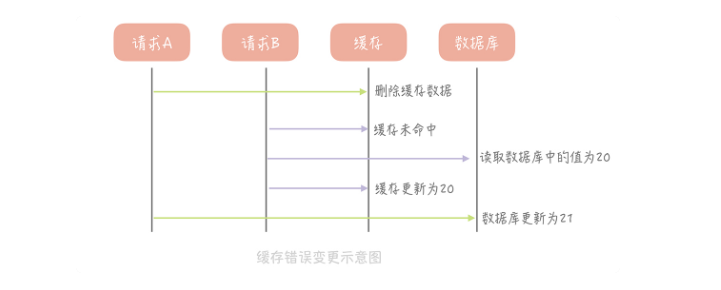 请求A 请求B 缓存 数据库
删除缓存数据
缓存未命中
读取数据库中的值为20
缓存更新为20
数据库更新为21
缓存错误变更示意图